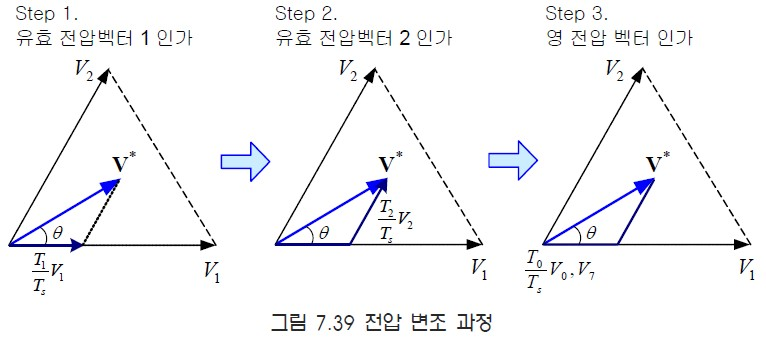 Step 1.
유효 전압벡터 1 인가
V₂
V*
θ
T₁/Tₛ V₁
V₁
Step 2.
유효 전압벡터 2 인가
V₂
V*
T₂/Tₛ V₂
θ
V₁
Step 3.
영 전압 벡터 인가
V₂
V*
θ
T₀/Tₛ V₀, V₇
V₁
그림 7.39 전압 변조 과정